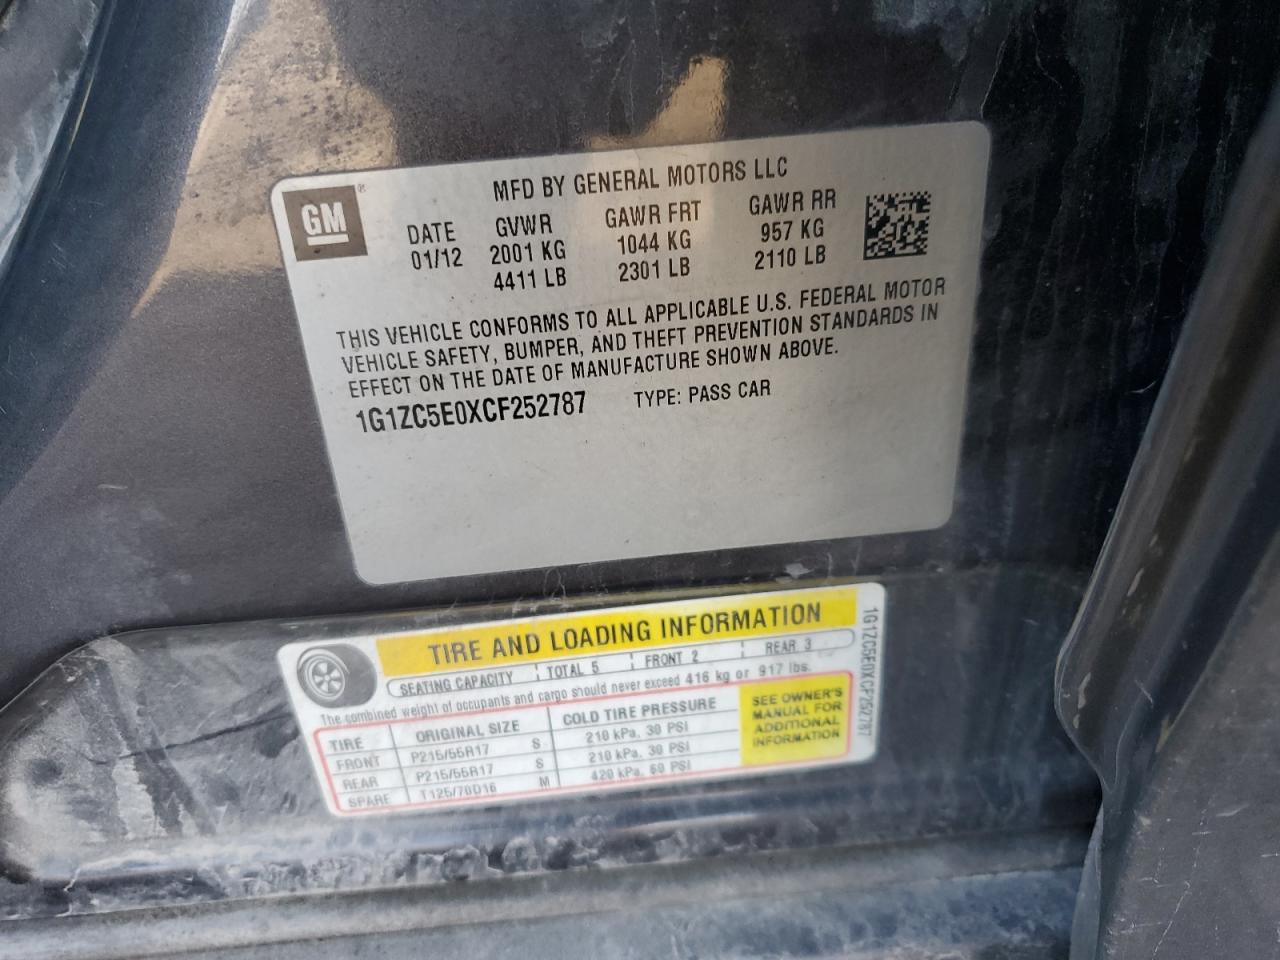 GM
MFD BY GENERAL MOTORS LLC
DATE GVWR GAWR FRT GAWR RR
01/12 2001 KG 1044 KG 957 KG
4411 LB 2301 LB 2110 LB
THIS VEHICLE CONFORMS TO ALL APPLICABLE U.S. FEDERAL MOTOR
VEHICLE SAFETY, BUMPER, AND THEFT PREVENTION STANDARDS IN
EFFECT ON THE DATE OF MANUFACTURE SHOWN ABOVE.
1G1ZC5E0XCF252787 TYPE: PASS CAR
TIRE AND LOADING INFORMATION
SEATING CAPACITY TOTAL 5 FRONT 2 REAR 3
The combined weight of occupants and cargo should never exceed 416 kg or 917 lbs.
TIRE ORIGINAL SIZE COLD TIRE PRESSURE
FRONT P215/55R17 S 210 kPa, 30 PSI
REAR P215/55R17 S 210 kPa, 30 PSI
SPARE T125/70D16 M 420 kPa, 60 PSI
SEE OWNER'S
MANUAL FOR
ADDITIONAL
INFORMATION
1G1ZC5E0XCF252787